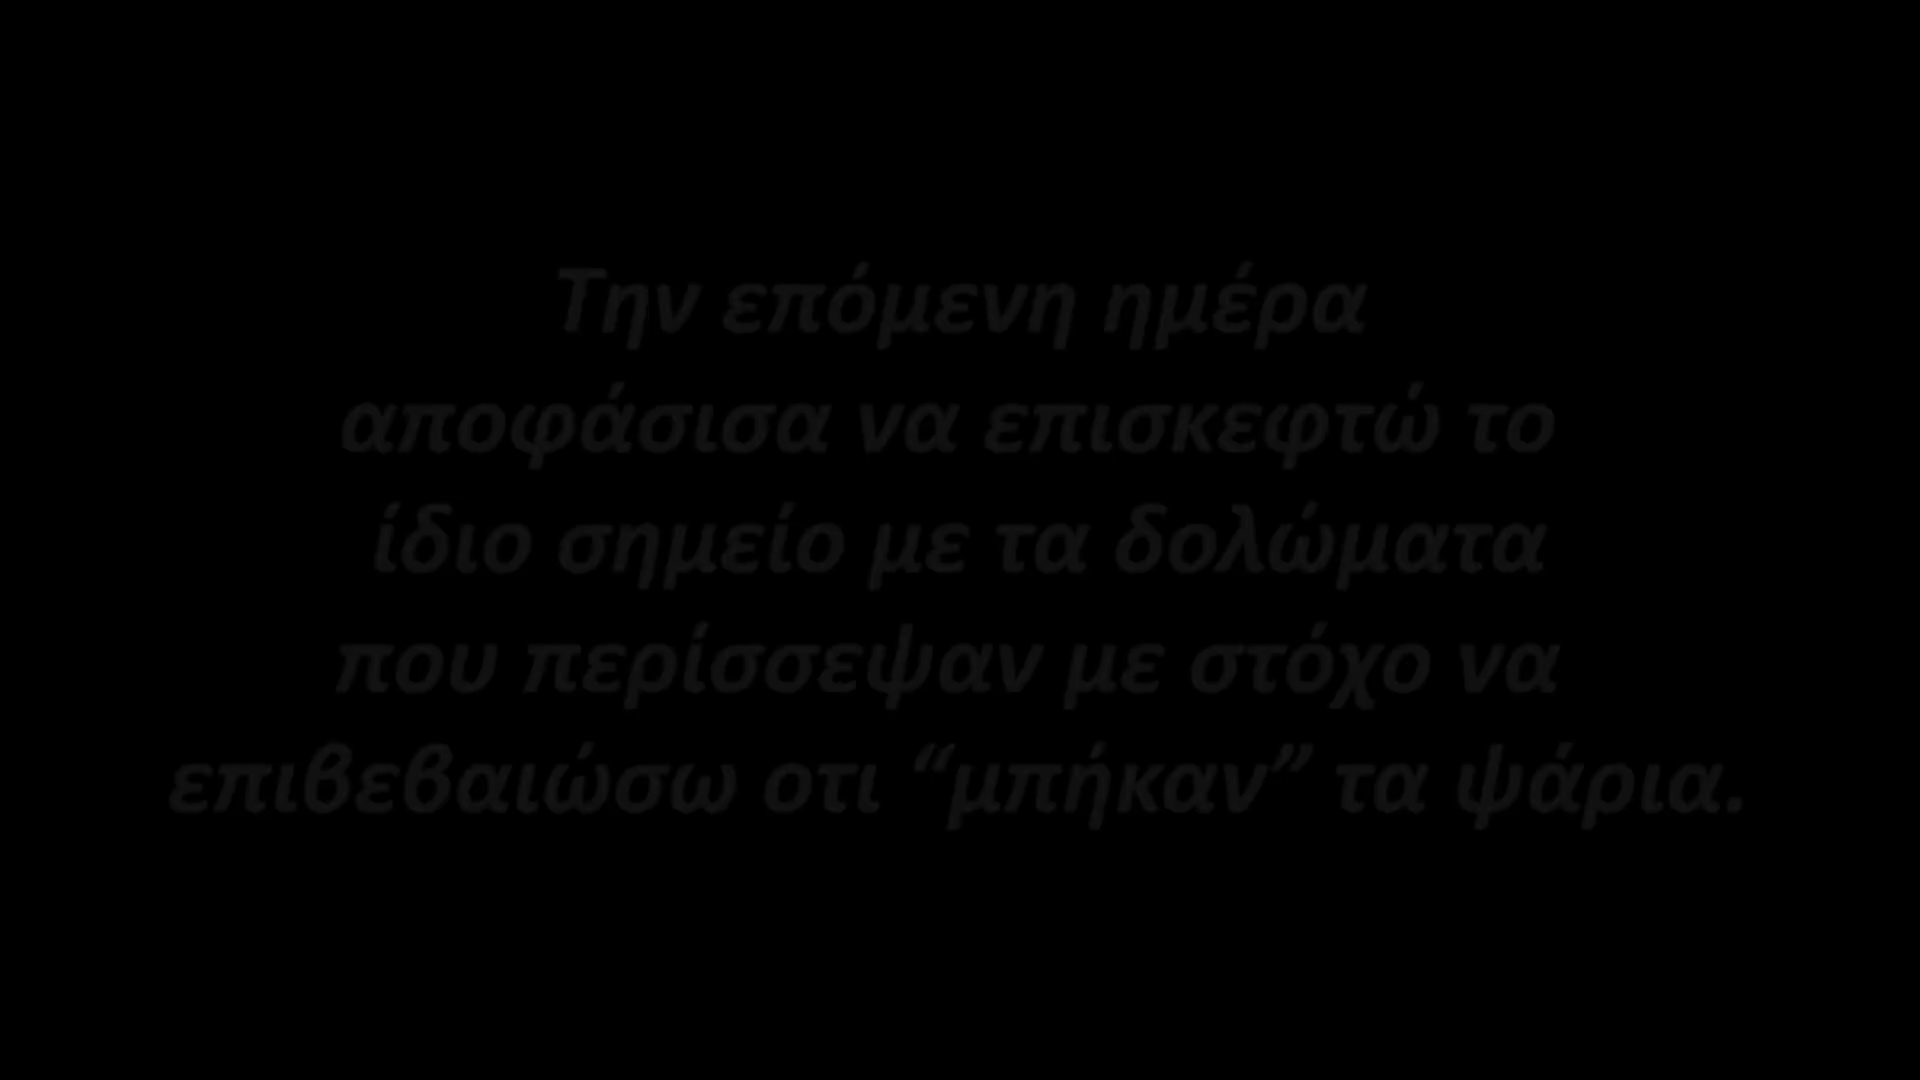 Την επόμενη ημέρα
αποφάσισα να επισκεφτώ το
ίδιο σημείο με τα δολώματα
που περίσσεψαν με στόχο να
επιβεβαιώσω οτι “μπήκαν” τα ψάρια.